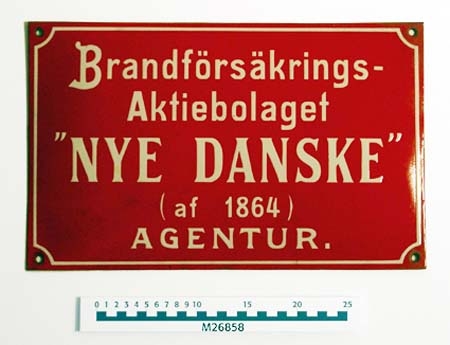 Brandförsäkrings-
Aktiebolaget
"NYE DANSKE"
(af 1864)
AGENTUR.
0 1 2 3 4 5 6 7 8 9 10 15 20 25
M26858